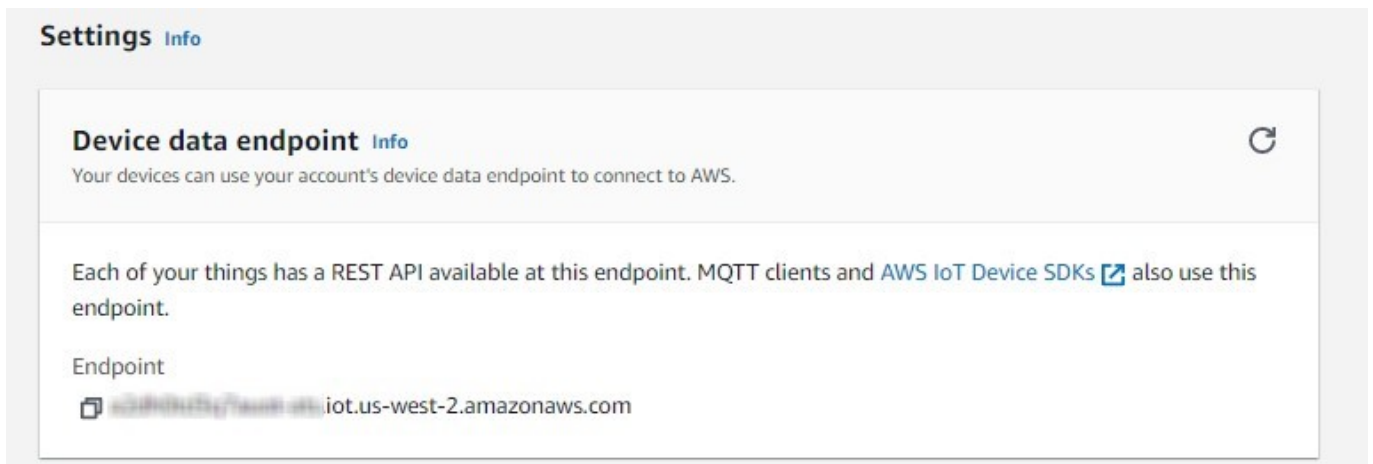 Settings Info
Device data endpoint Info
Your devices can use your account's device data endpoint to connect to AWS.
Each of your things has a REST API available at this endpoint. MQTT clients and AWS IoT Device SDKs also use this
endpoint.
Endpoint
.iot.us-west-2.amazonaws.com